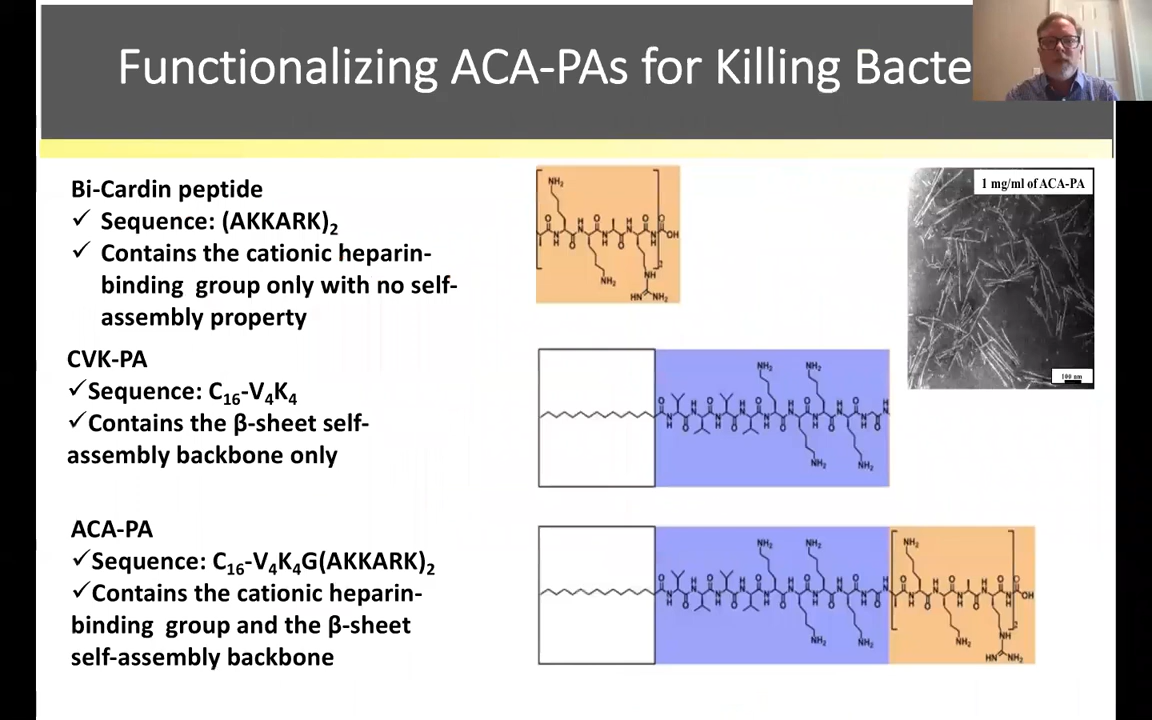 Functionalizing ACA-PAs for Killing Bacte
1 mg/ml of ACA-PA
100 nm
Bi-Cardin peptide
✓ Sequence: (AKKARK)₂
✓ Contains the cationic heparin-
binding group only with no self-
assembly property
CVK-PA
✓Sequence: C₁₆-V₄K₄
✓Contains the β-sheet self-
assembly backbone only
ACA-PA
✓Sequence: C₁₆-V₄K₄G(AKKARK)₂
✓Contains the cationic heparin-
binding group and the β-sheet
self-assembly backbone